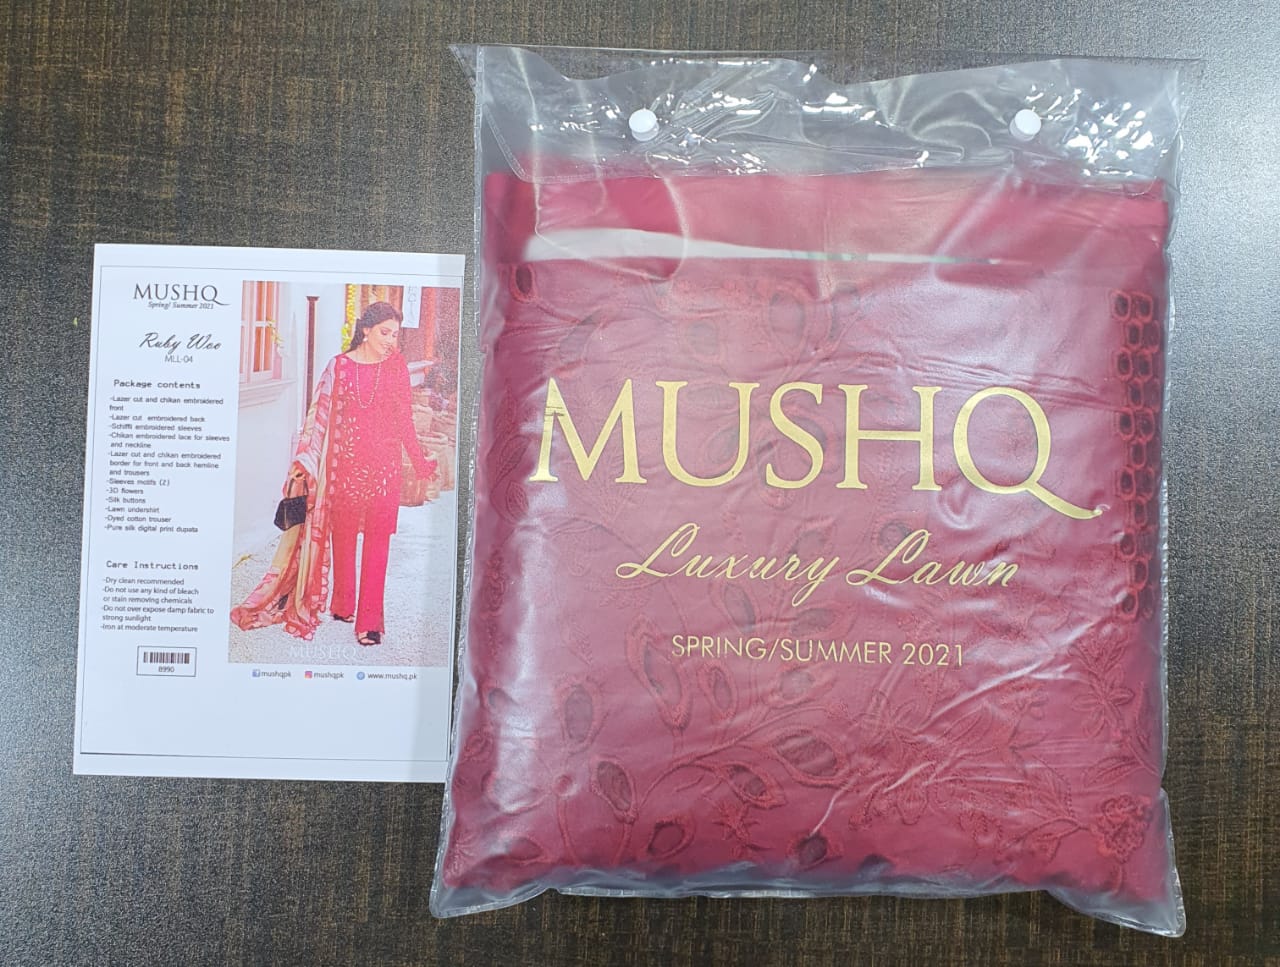 MUSHQ
Spring/ Summer 2021
Ruby Woo
MLL-04
Package contents
-Lazer cut and chikan embroidered
front
-Lazer cut embroidered back
-Schiffli embroidered sleeves
-Chikan embroidered lace for sleeves
and neckline
-Lazer cut and chikan embroidered
border for front and back hemline
and trousers
-Sleeves motifs (2)
-3D flowers
-Silk buttons
-Lawn undershirt
-Dyed cotton trouser
-Pure silk digital print dupata
Care Instructions
-Dry clean recommended
-Do not use any kind of bleach
or stain removing chemicals
-Do not over expose damp fabric to
strong sunlight
-Iron at moderate temperature
8990
MUSHQ
mushqpk
mushqpk
www.mushq.pk
MUSHQ
Luxury Lawn
SPRING/SUMMER 2021